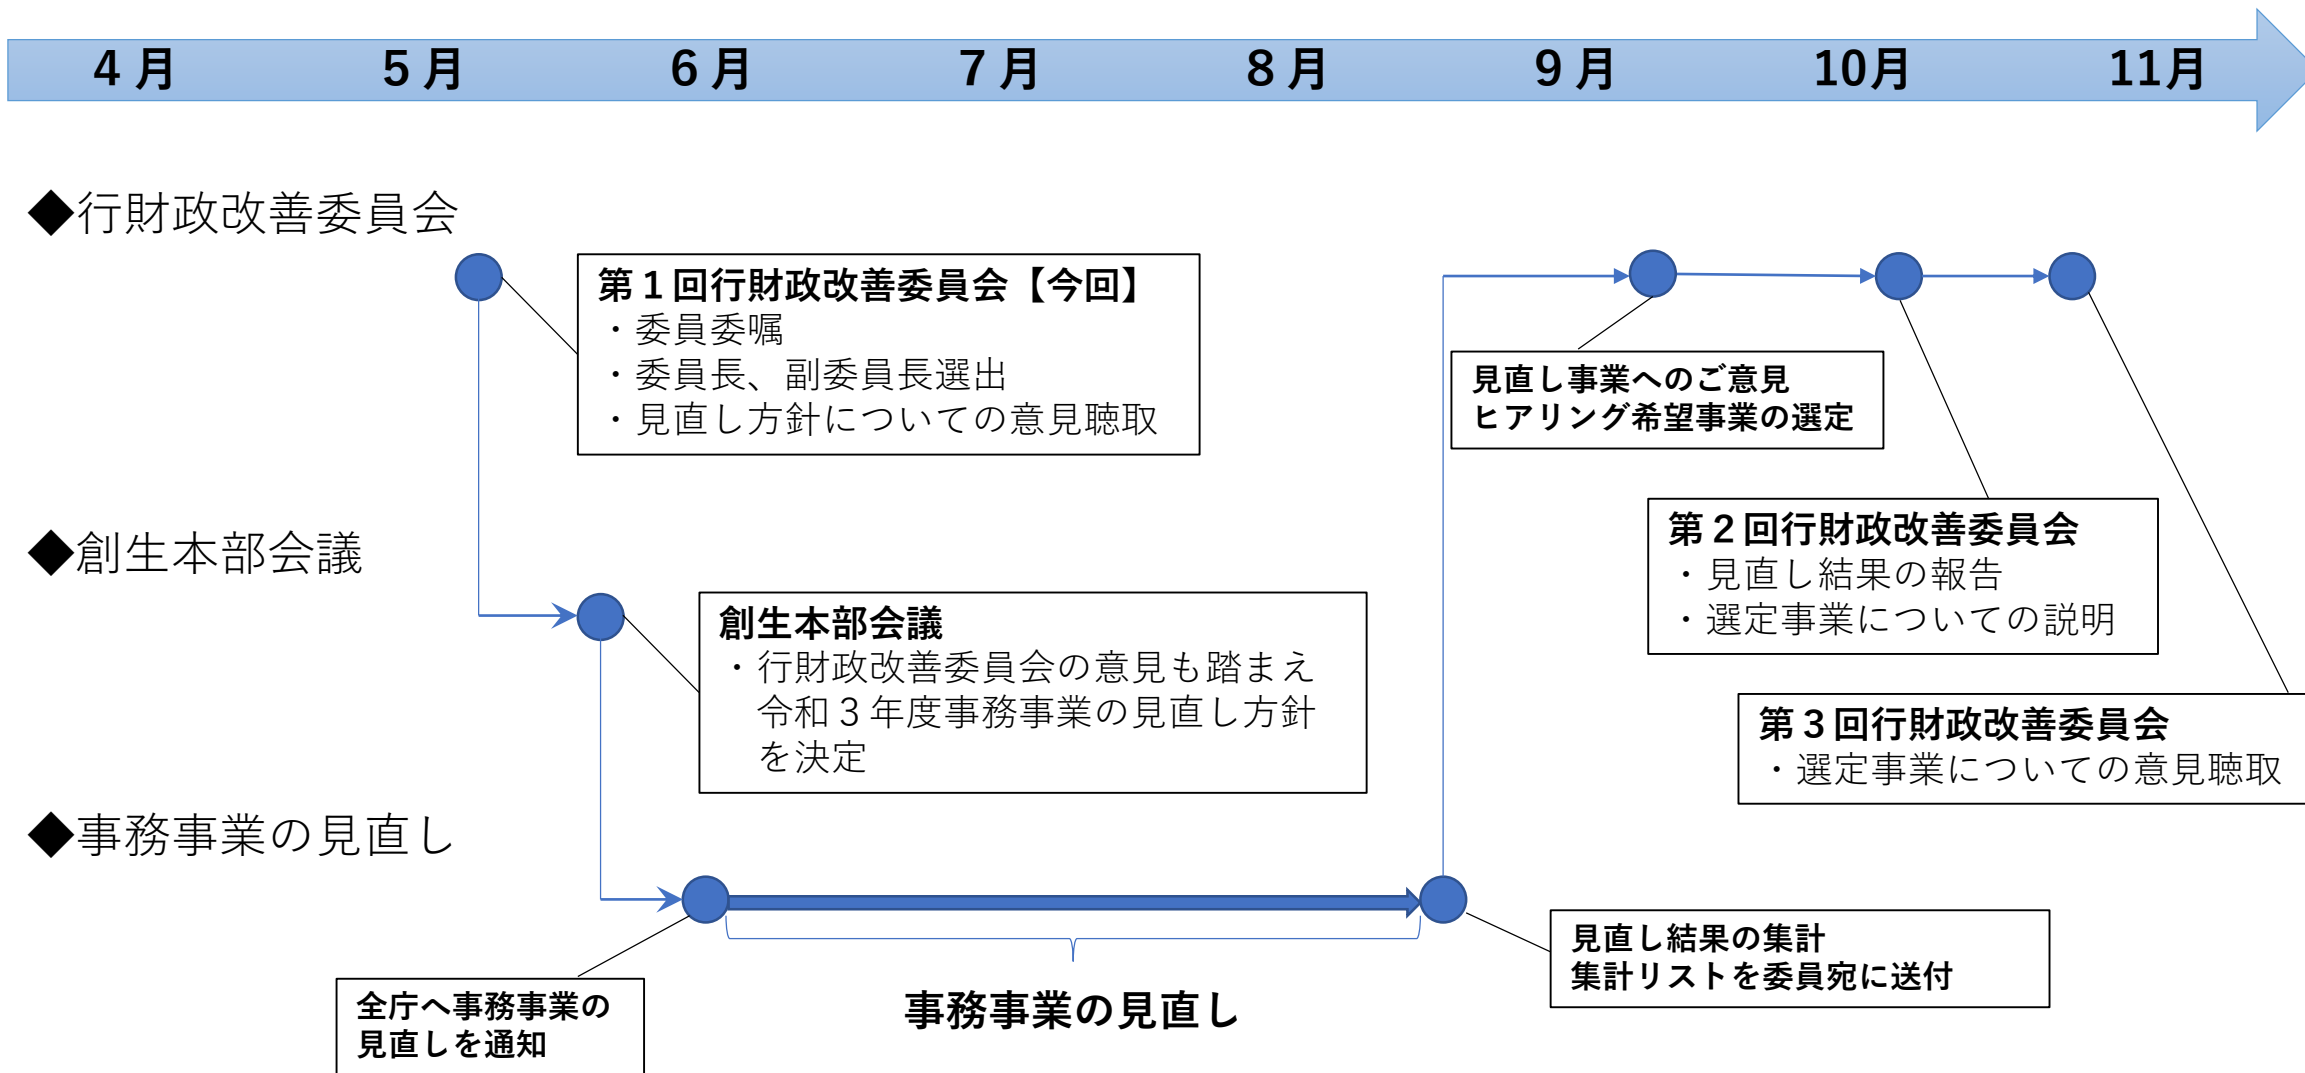 ４月 ５月 ６月 ７月 ８月 ９月 10月 11月
◆行財政改善委員会
第１回行財政改善委員会【今回】
・委員委嘱
・委員長、副委員長選出
・見直し方針についての意見聴取
見直し事業へのご意見
ヒアリング希望事業の選定
第２回行財政改善委員会
・見直し結果の報告
・選定事業についての説明
第３回行財政改善委員会
・選定事業についての意見聴取
◆創生本部会議
創生本部会議
・行財政改善委員会の意見も踏まえ
令和３年度事務事業の見直し方針
を決定
◆事務事業の見直し
全庁へ事務事業の
見直しを通知
事務事業の見直し
見直し結果の集計
集計リストを委員宛に送付